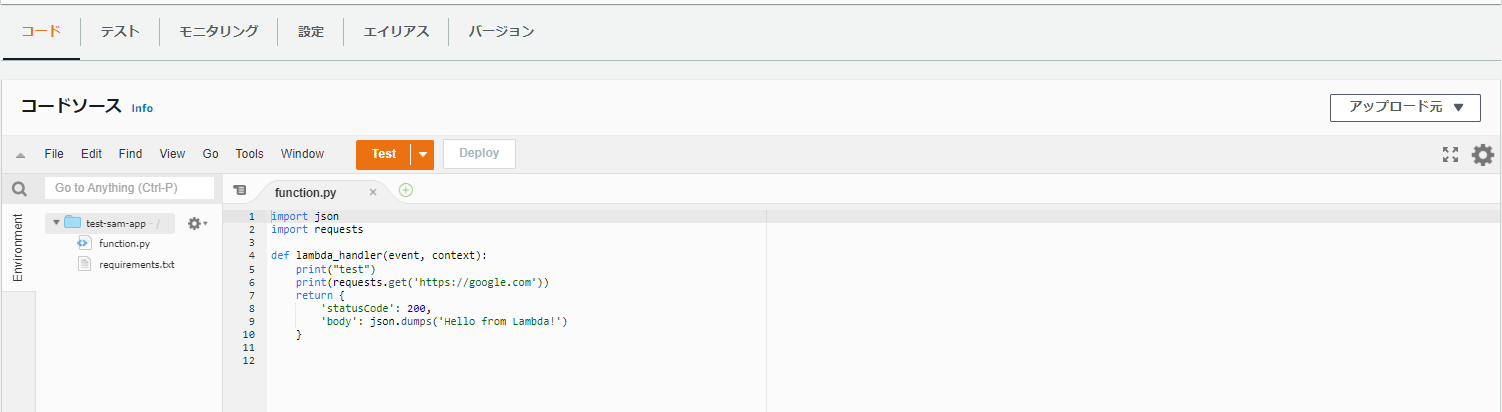 コード テスト モニタリング 設定 エイリアス バージョン
コードソース Info アップロード元
File Edit Find View Go Tools Window Test Deploy
Go to Anything (Ctrl-P) function.py
Environment
test-sam-app - /
function.py
requirements.txt
1 import json
2 import requests
3
4 def lambda_handler(event, context):
5 print("test")
6 print(requests.get('https://google.com'))
7 return {
8 'statusCode': 200,
9 'body': json.dumps('Hello from Lambda!')
10 }
11
12